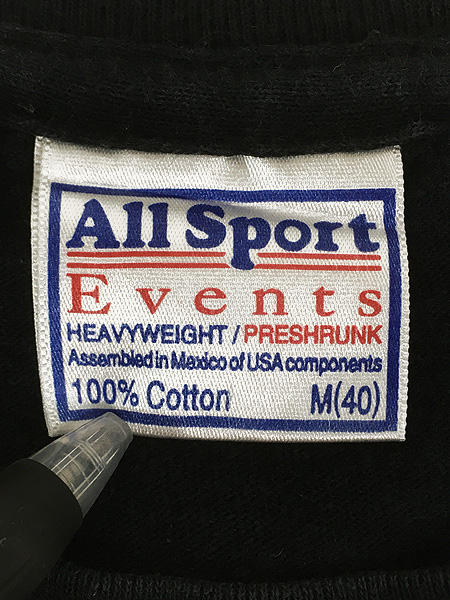 All Sport
Events
HEAVYWEIGHT / PRESHRUNK
Assembled in Mexico of USA components
100% Cotton M(40)